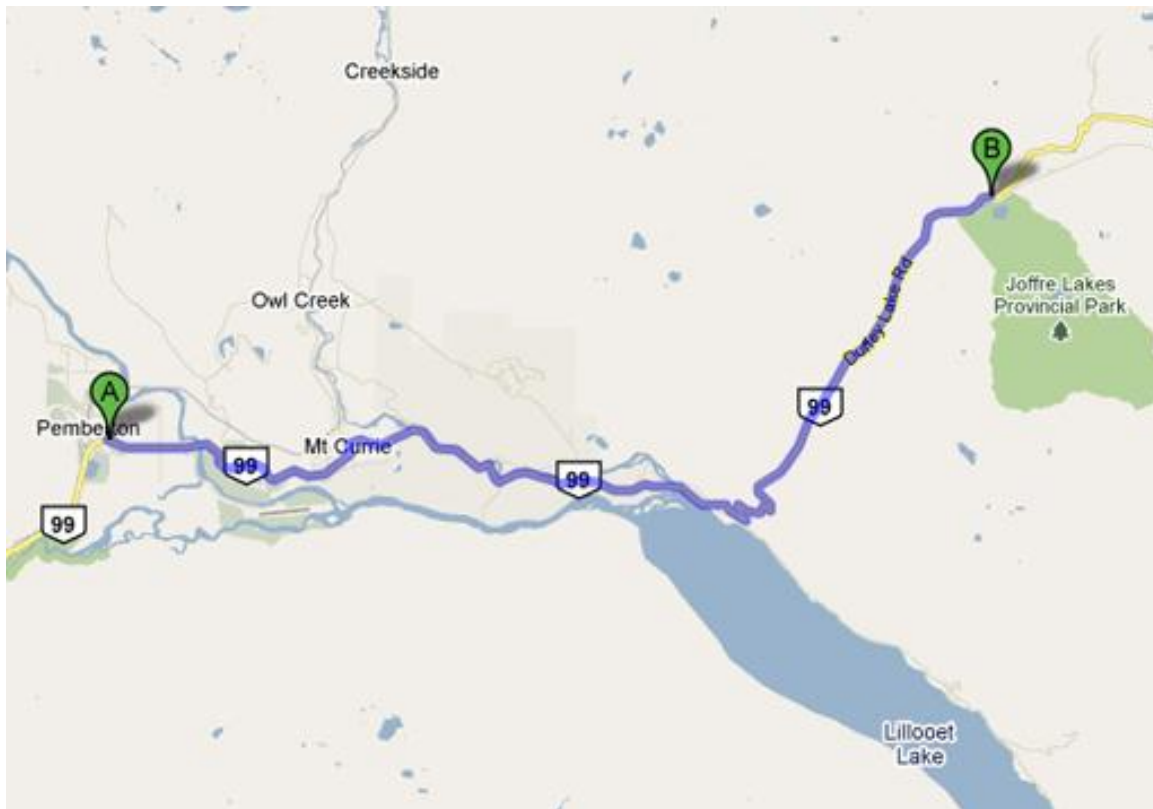 Creekside
B
Joffre Lakes
Provincial Park
Owl Creek
Duffey Lake Rd
A
Pemberton
99
Mt Currie
99
99
99
Lillooet
Lake